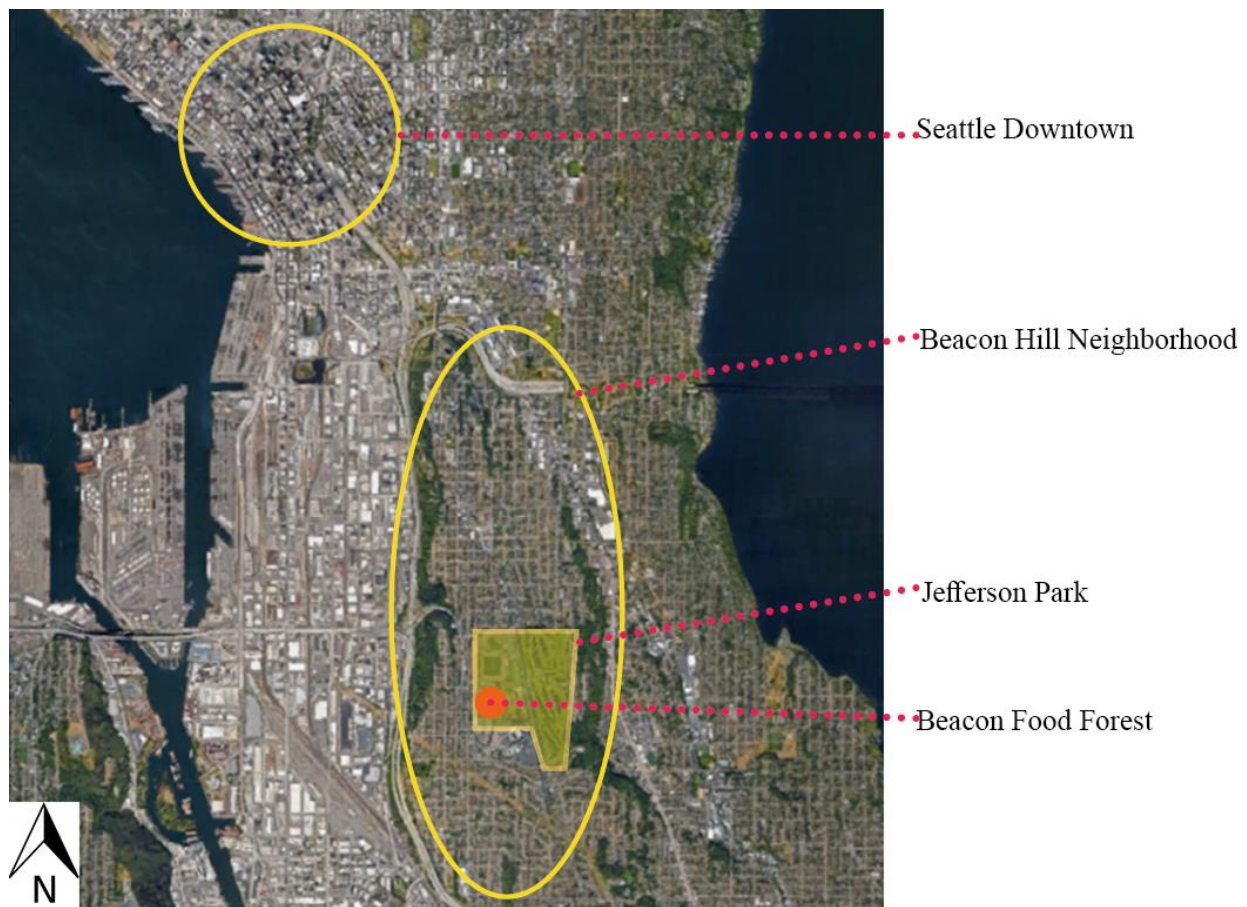 Seattle Downtown
Beacon Hill Neighborhood
Jefferson Park
Beacon Food Forest
N